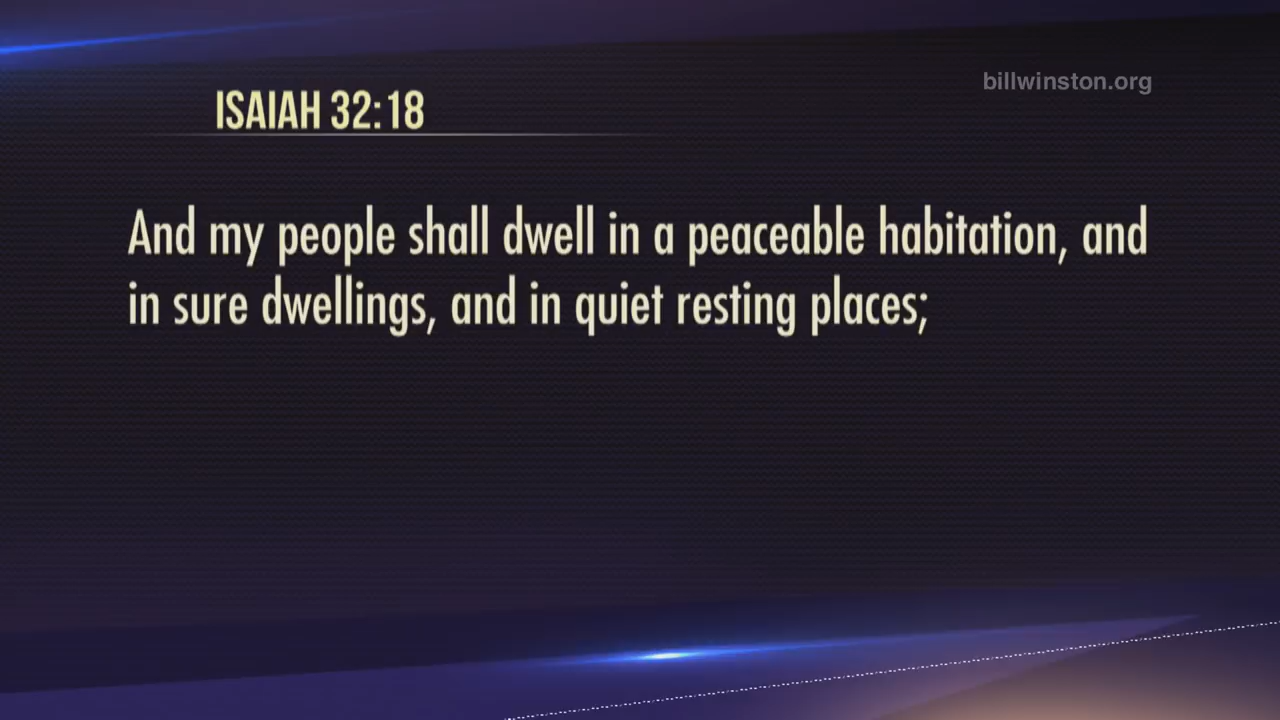 billwinston.org
ISAIAH 32:18
And my people shall dwell in a peaceable habitation, and
in sure dwellings, and in quiet resting places;